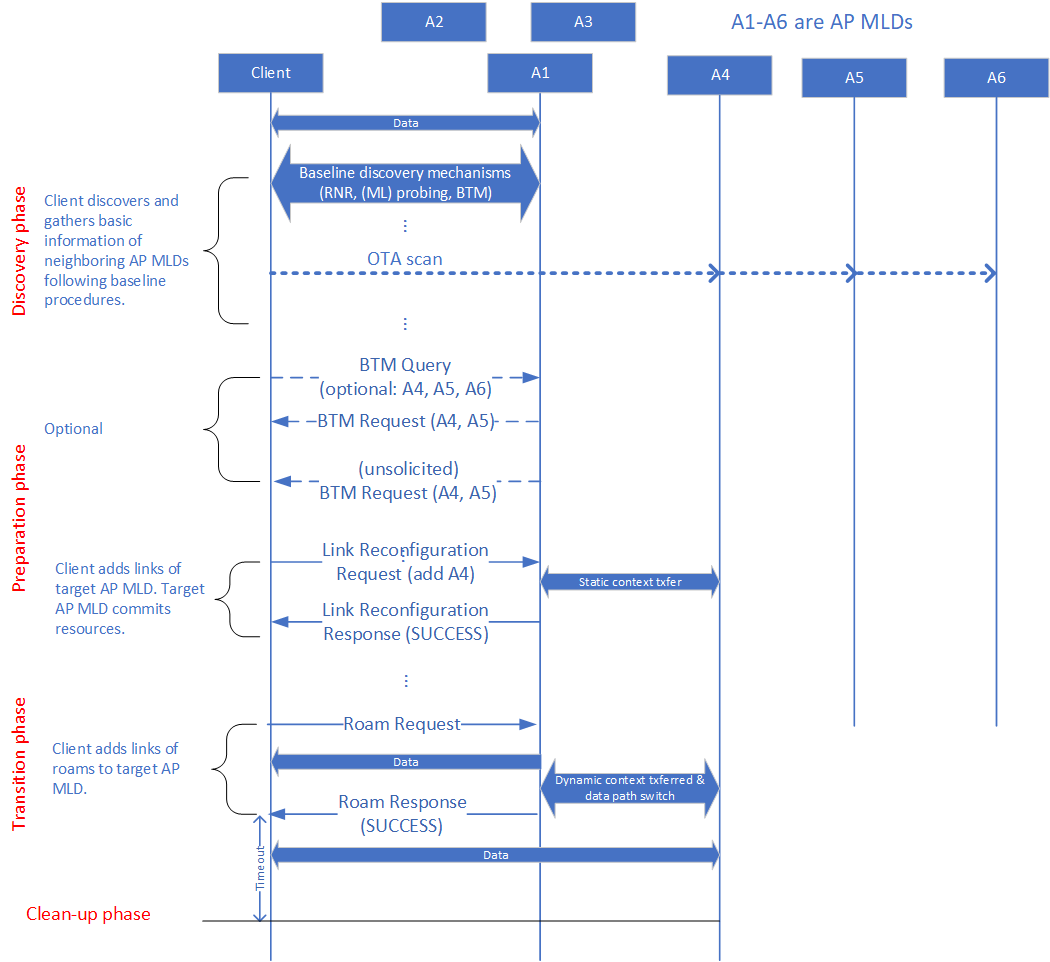 A2
A3
A1-A6 are AP MLDs
Client
A1
A4
A5
A6
Data
Baseline discovery mechanisms
(RNR, (ML) probing, BTM)
Discovery phase
Client discovers and
gathers basic
information of
neighboring AP MLDs
following baseline
procedures.
OTA scan
BTM Query
(optional: A4, A5, A6)
BTM Request (A4, A5)
Optional
(unsolicited)
BTM Request (A4, A5)
Preparation phase
Link Reconfiguration
Request (add A4)
Static context txfer
Client adds links of
target AP MLD. Target
AP MLD commits
resources.
Link Reconfiguration
Response (SUCCESS)
Transition phase
Roam Request
Client adds links of
roams to target AP
MLD.
Data
Dynamic context txferred &
data path switch
Roam Response
(SUCCESS)
Timeout
Data
Clean-up phase